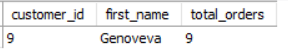 customer_id first_name total_orders
9 Genoveva 9